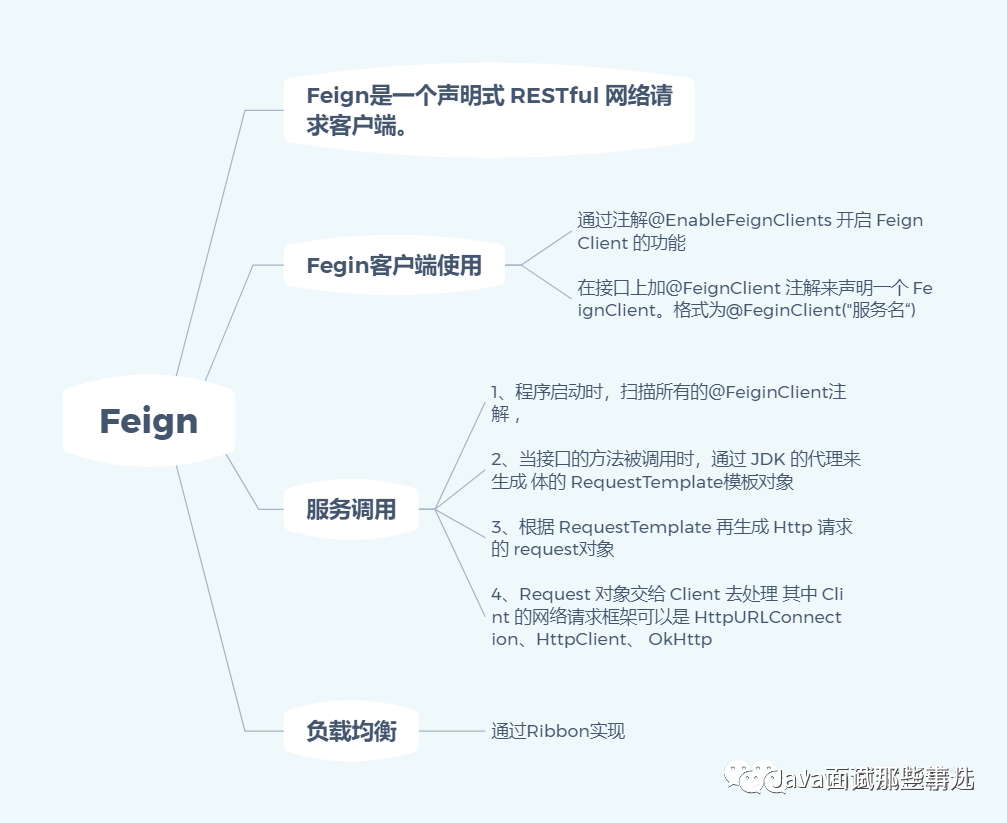 Feign是一个声明式 RESTful 网络请
求客户端。
Fegin客户端使用
通过注解@EnableFeignClients 开启 Feign
Client 的功能
在接口上加@FeignClient 注解来声明一个 Fe
ignClient。格式为@FeginClient("服务名“)
Feign
服务调用
1、程序启动时，扫描所有的@FeiginClient注
解 ，
2、当接口的方法被调用时，通过 JDK 的代理来
生成 体的 RequestTemplate模板对象
3、根据 RequestTemplate 再生成 Http 请求
的 request对象
4、Request 对象交给 Client 去处理 其中 Cli
nt 的网络请求框架可以是 HttpURLConnect
ion、HttpClient、 OkHttp
负载均衡
通过Ribbon实现
Java面试那些事儿